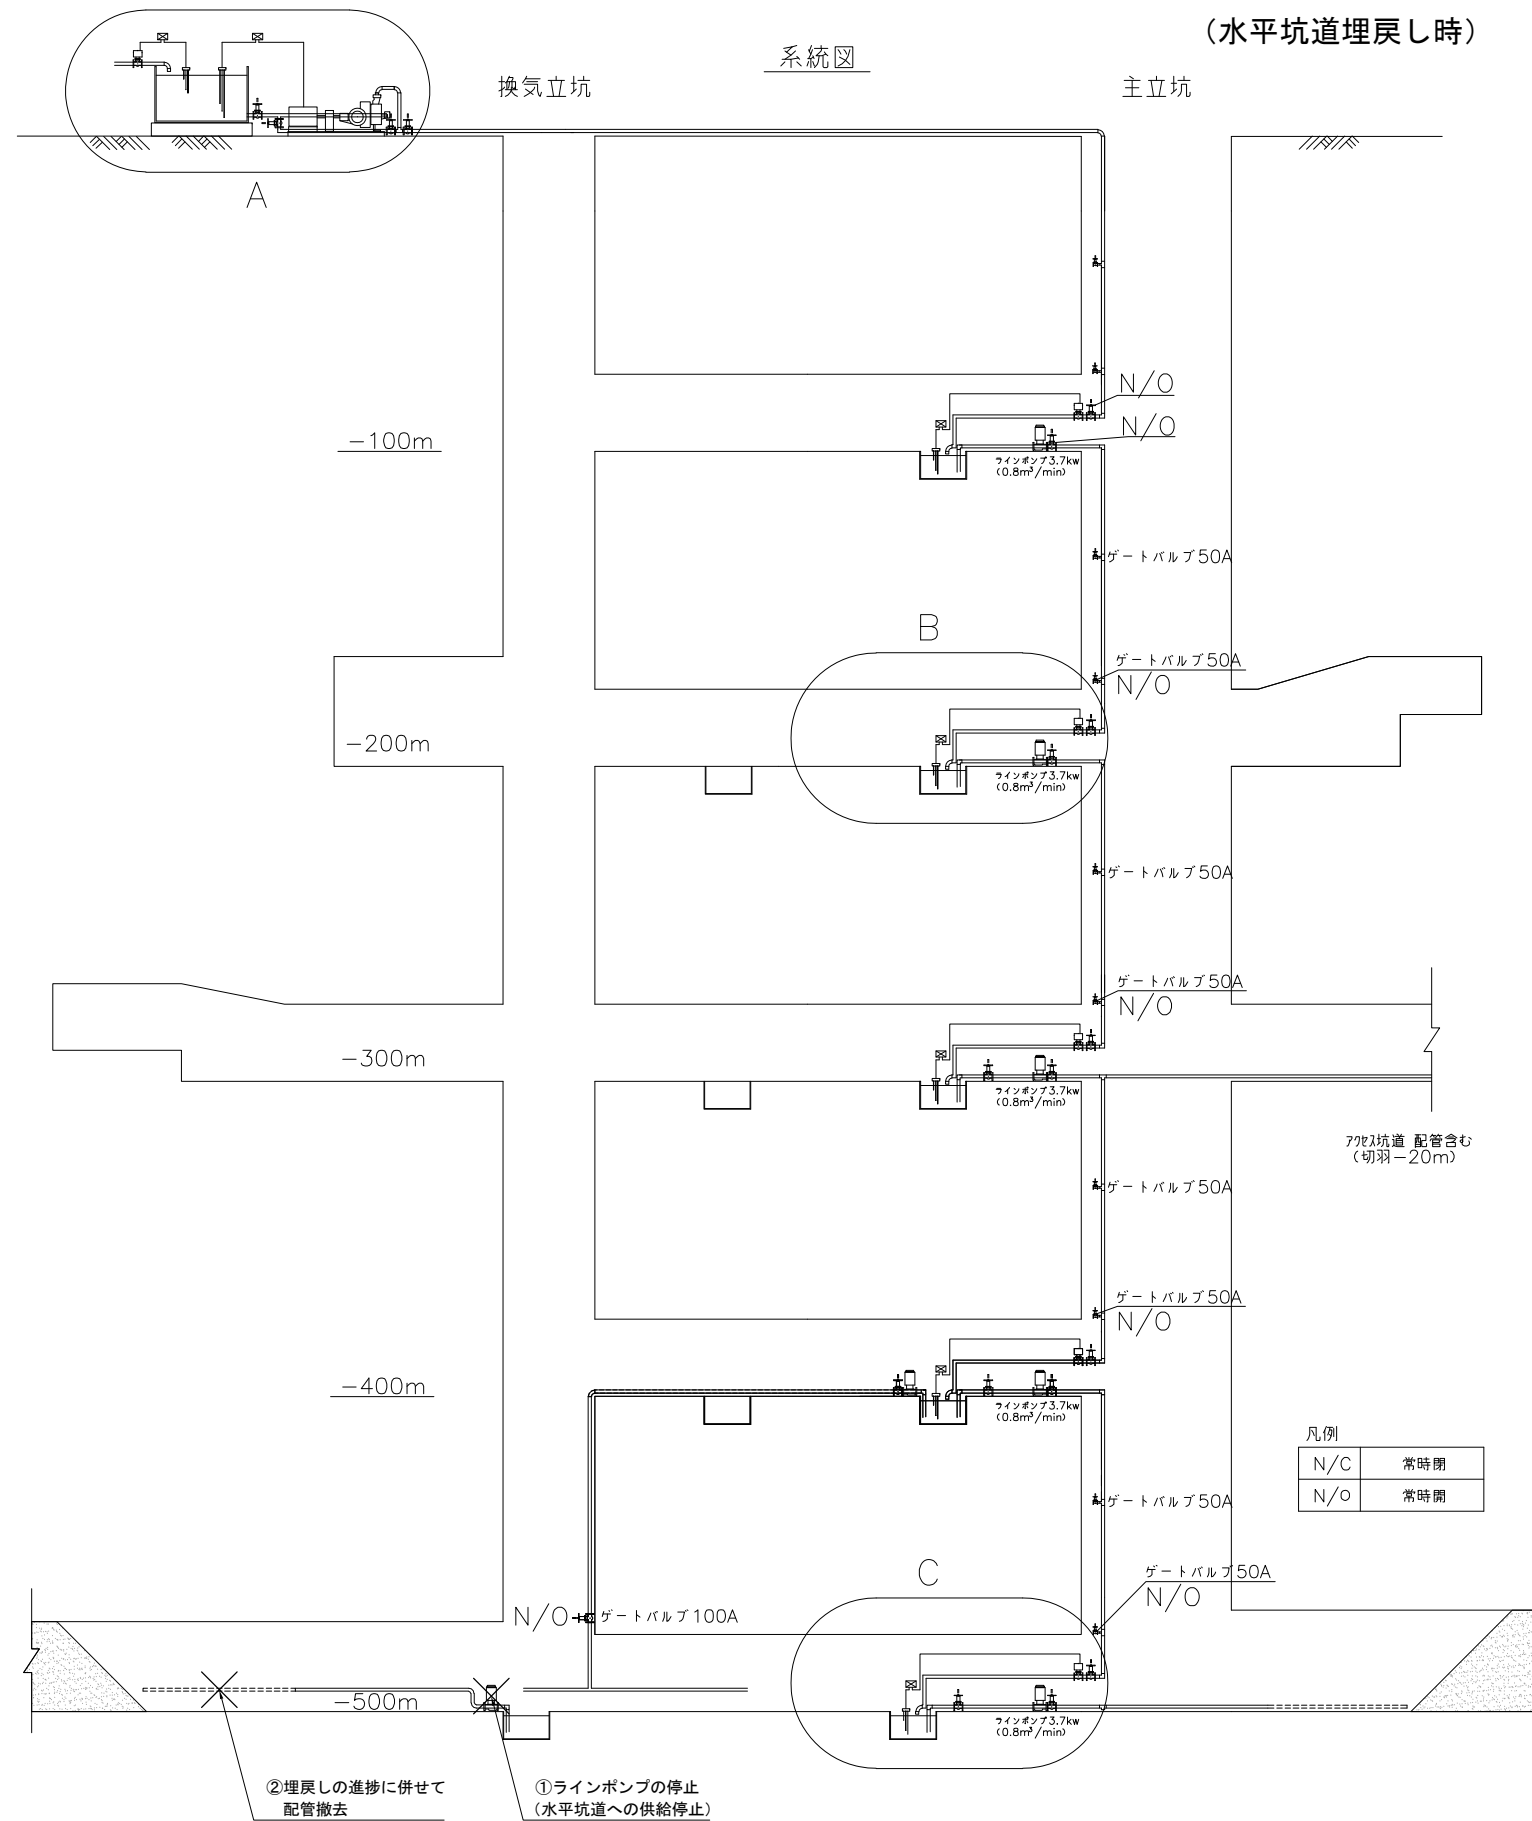 (水平坑道埋戻し時)
系統図
換気立坑
主立坑
A
N/O
-100m
N/O
ラインポンプ3.7kw
(0.8m³/min)
ゲートバルブ50A
B
ゲートバルブ50A
N/O
-200m
ラインポンプ3.7kw
(0.8m³/min)
ゲートバルブ50A
ゲートバルブ50A
N/O
-300m
ラインポンプ3.7kw
(0.8m³/min)
アクセス坑道 配管含む
(切羽-20m)
ゲートバルブ50A
ゲートバルブ50A
N/O
-400m
ラインポンプ3.7kw
(0.8m³/min)
凡例
N/C 常時閉
N/O 常時開
ゲートバルブ50A
C
ゲートバルブ50A
N/O
N/O ゲートバルブ100A
-500m
ラインポンプ3.7kw
(0.8m³/min)
②埋戻しの進捗に併せて
配管撤去
①ラインポンプの停止
(水平坑道への供給停止)